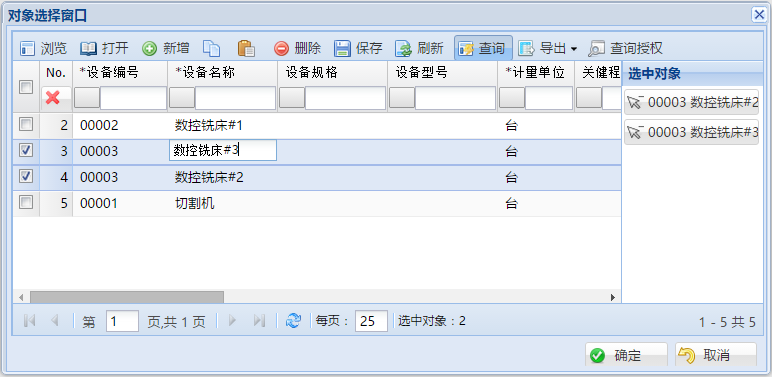 对象选择窗口
浏览 打开 新增 删除 保存 刷新 查询 导出 查询授权
No. *设备编号 *设备名称 设备规格 设备型号 *计量单位 关健程 选中对象
2 00002 数控铣床#1 台
3 00003 数控铣床#3 台
4 00003 数控铣床#2 台
5 00001 切割机 台
00003 数控铣床#2
00003 数控铣床#3
第 1 页,共 1 页 每页： 25 选中对象：2 1 - 5 共 5
确定 取消